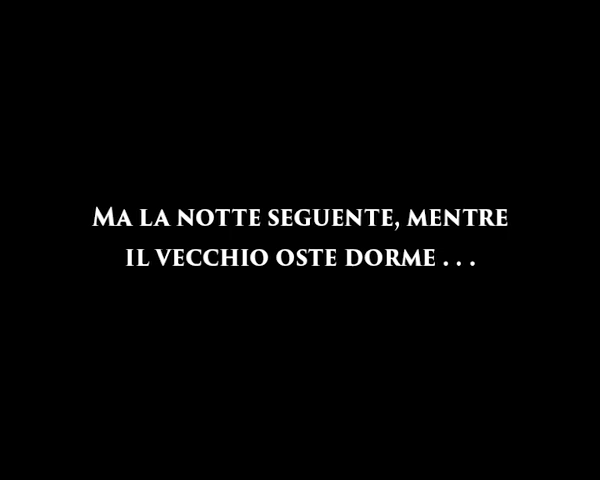 Ma la notte seguente, mentre
il vecchio oste dorme . . .